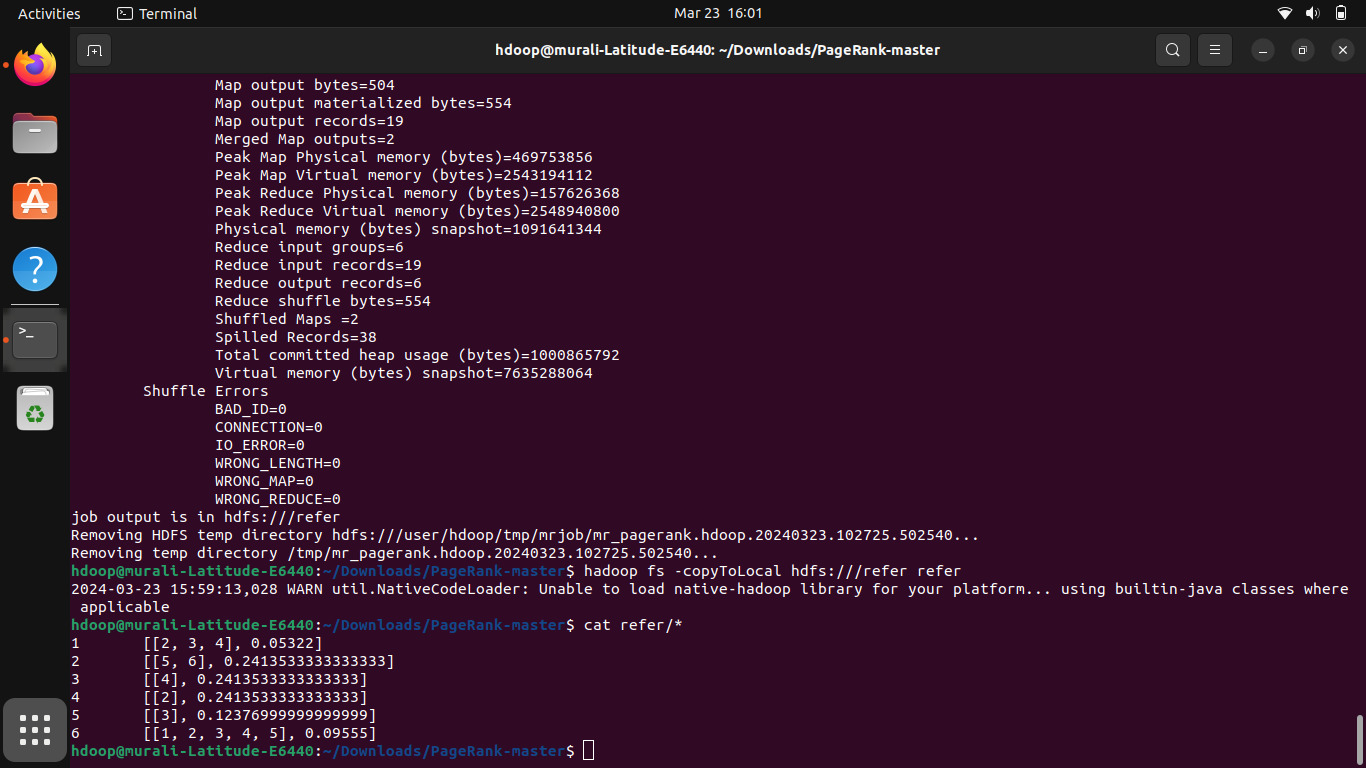 Activities Terminal Mar 23 16:01
hdoop@murali-Latitude-E6440: ~/Downloads/PageRank-master
Map output bytes=504
Map output materialized bytes=554
Map output records=19
Merged Map outputs=2
Peak Map Physical memory (bytes)=469753856
Peak Map Virtual memory (bytes)=2543194112
Peak Reduce Physical memory (bytes)=157626368
Peak Reduce Virtual memory (bytes)=2548940800
Physical memory (bytes) snapshot=1091641344
Reduce input groups=6
Reduce input records=19
Reduce output records=6
Reduce shuffle bytes=554
Shuffled Maps =2
Spilled Records=38
Total committed heap usage (bytes)=1000865792
Virtual memory (bytes) snapshot=7635288064
Shuffle Errors
BAD_ID=0
CONNECTION=0
IO_ERROR=0
WRONG_LENGTH=0
WRONG_MAP=0
WRONG_REDUCE=0
job output is in hdfs:///refer
Removing HDFS temp directory hdfs:///user/hdoop/tmp/mrjob/mr_pagerank.hdoop.20240323.102725.502540...
Removing temp directory /tmp/mr_pagerank.hdoop.20240323.102725.502540...
hdoop@murali-Latitude-E6440:~/Downloads/PageRank-master$ hadoop fs -copyToLocal hdfs:///refer refer
2024-03-23 15:59:13,028 WARN util.NativeCodeLoader: Unable to load native-hadoop library for your platform... using builtin-java classes where
applicable
hdoop@murali-Latitude-E6440:~/Downloads/PageRank-master$ cat refer/*
1 [[2, 3, 4], 0.05322]
2 [[5, 6], 0.2413533333333333]
3 [[4], 0.2413533333333333]
4 [[2], 0.2413533333333333]
5 [[3], 0.12376999999999999]
6 [[1, 2, 3, 4, 5], 0.09555]
hdoop@murali-Latitude-E6440:~/Downloads/PageRank-master$